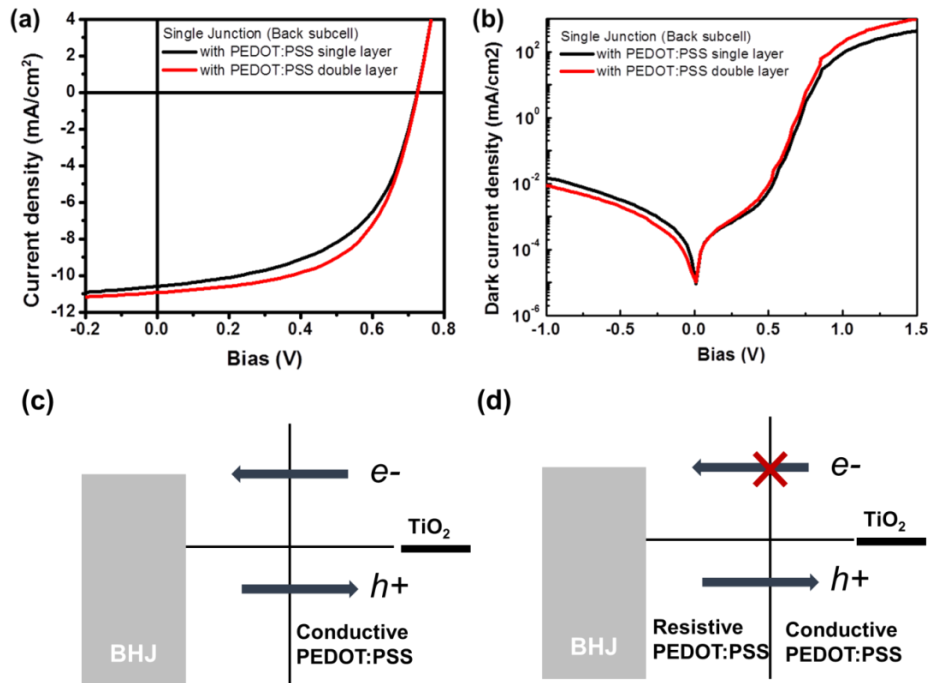 (a)
Single Junction (Back subcell)
with PEDOT:PSS single layer
with PEDOT:PSS double layer
4
2
0
-2
-4
-6
-8
-10
-12
Current density (mA/cm2)
-0.2
0.0
0.2
0.4
0.6
0.8
Bias (V)
(b)
Single Junction (Back subcell)
with PEDOT:PSS single layer
with PEDOT:PSS double layer
10²
10⁰
10⁻²
10⁻⁴
10⁻⁶
Dark current density (mA/cm2)
-1.0
-0.5
0.0
0.5
1.0
1.5
Bias (V)
(c)
e-
TiO₂
h+
BHJ
Conductive
PEDOT:PSS
(d)
e-
TiO₂
h+
BHJ
Resistive
PEDOT:PSS
Conductive
PEDOT:PSS